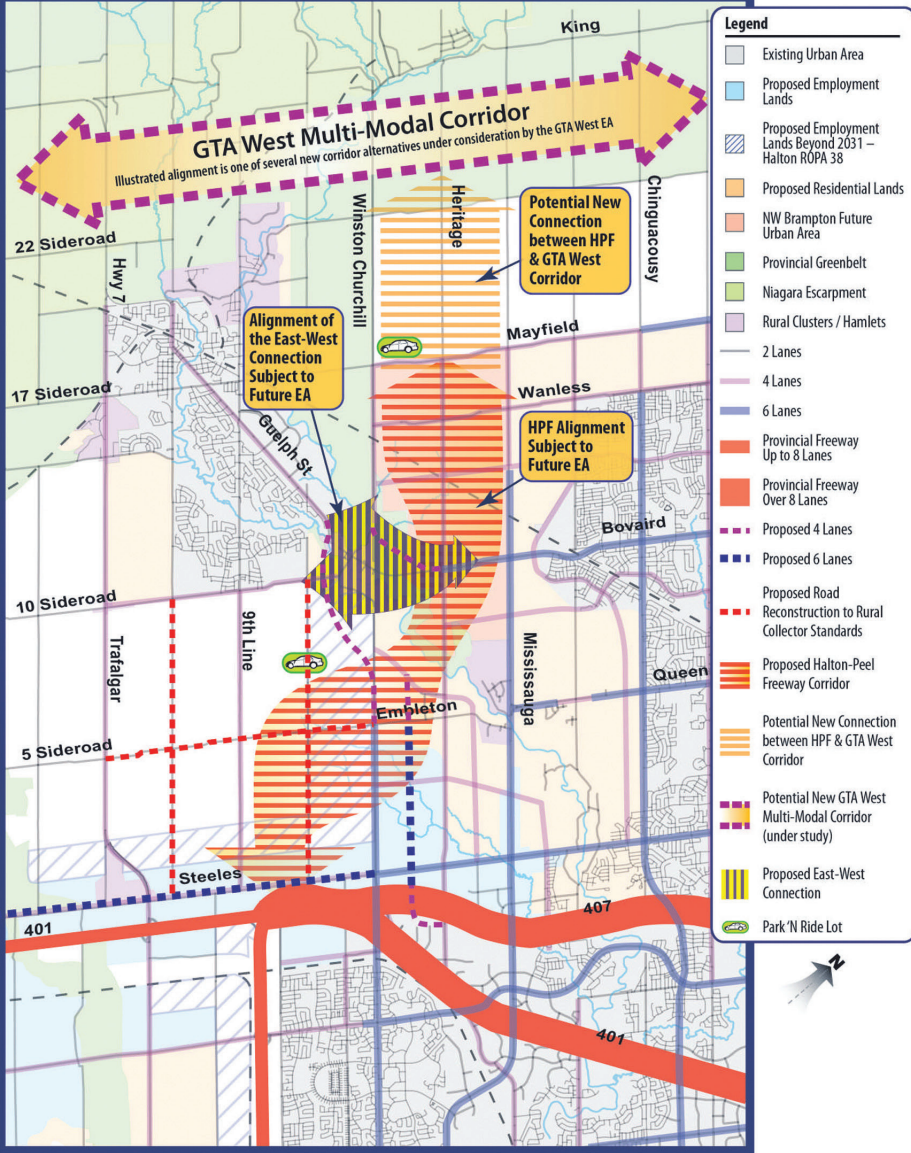 King
GTA West Multi-Modal Corridor
Illustrated alignment is one of several new corridor alternatives under consideration by the GTA West EA
22 Sideroad
Hwy 7
Winston Churchill
Heritage
Chinguacousy
Potential New
Connection
between HPF
& GTA West
Corridor
Alignment of
the East-West
Connection
Subject to
Future EA
Mayfield
17 Sideroad
Wanless
Guelph St
HPF Alignment
Subject to
Future EA
Bovaird
10 Sideroad
Trafalgar
9th Line
Mississauga
Queen
Embleton
5 Sideroad
Steeles
401
407
401
Legend
Existing Urban Area
Proposed Employment
Lands
Proposed Employment
Lands Beyond 2031 –
Halton ROPA 38
Proposed Residential Lands
NW Brampton Future
Urban Area
Provincial Greenbelt
Niagara Escarpment
Rural Clusters / Hamlets
2 Lanes
4 Lanes
6 Lanes
Provincial Freeway
Up to 8 Lanes
Provincial Freeway
Over 8 Lanes
Proposed 4 Lanes
Proposed 6 Lanes
Proposed Road
Reconstruction to Rural
Collector Standards
Proposed Halton-Peel
Freeway Corridor
Potential New Connection
between HPF & GTA West
Corridor
Potential New GTA West
Multi-Modal Corridor
(under study)
Proposed East-West
Connection
Park ‘N Ride Lot
N